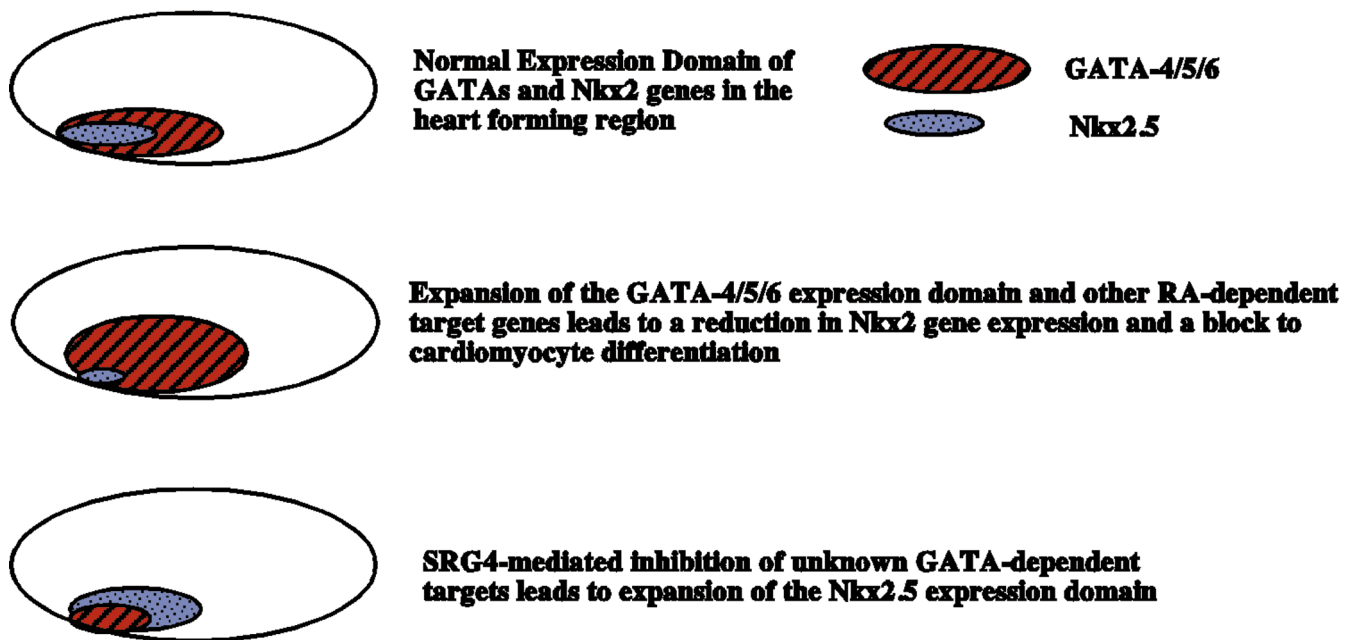 Normal Expression Domain of
GATAs and Nkx2 genes in the
heart forming region
GATA-4/5/6
Nkx2.5
Expansion of the GATA-4/5/6 expression domain and other RA-dependent
target genes leads to a reduction in Nkx2 gene expression and a block to
cardiomyocyte differentiation
SRG4-mediated inhibition of unknown GATA-dependent
targets leads to expansion of the Nkx2.5 expression domain